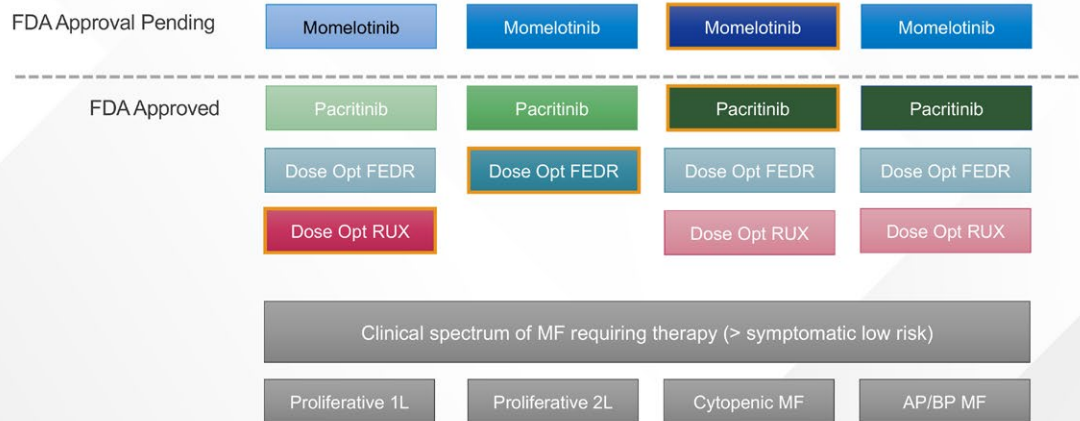 FDA Approval Pending
Momelotinib
Momelotinib
Momelotinib
Momelotinib
FDA Approved
Pacritinib
Pacritinib
Pacritinib
Pacritinib
Dose Opt FEDR
Dose Opt FEDR
Dose Opt FEDR
Dose Opt FEDR
Dose Opt RUX
Dose Opt RUX
Dose Opt RUX
Clinical spectrum of MF requiring therapy (> symptomatic low risk)
Proliferative 1L
Proliferative 2L
Cytopenic MF
AP/BP MF